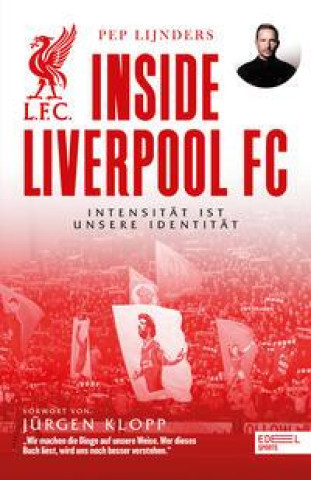 PEP LIJNDERS
L.F.C.
INSIDE
LIVERPOOL FC
INTENSITÄT IST
UNSERE IDENTITÄT
VORWORT VON:
JÜRGEN KLOPP
„Wir machen die Dinge auf unsere Weise. Wer dieses
Buch liest, wird uns noch besser verstehen.“
EDEL
SPORTS